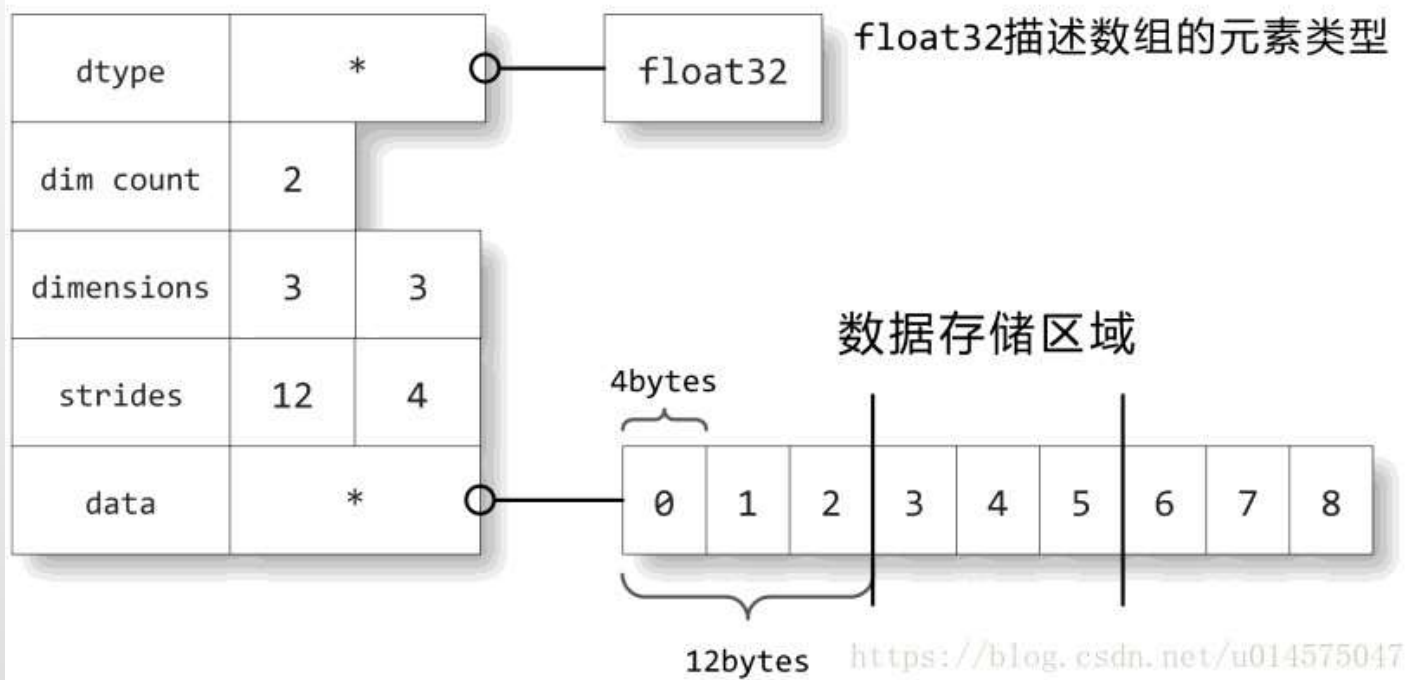 dtype * float32 float32描述数组的元素类型
dim count 2
dimensions 3 3
数据存储区域
strides 12 4 4bytes
data * 0 1 2 3 4 5 6 7 8
12bytes https://blog.csdn.net/u014575047